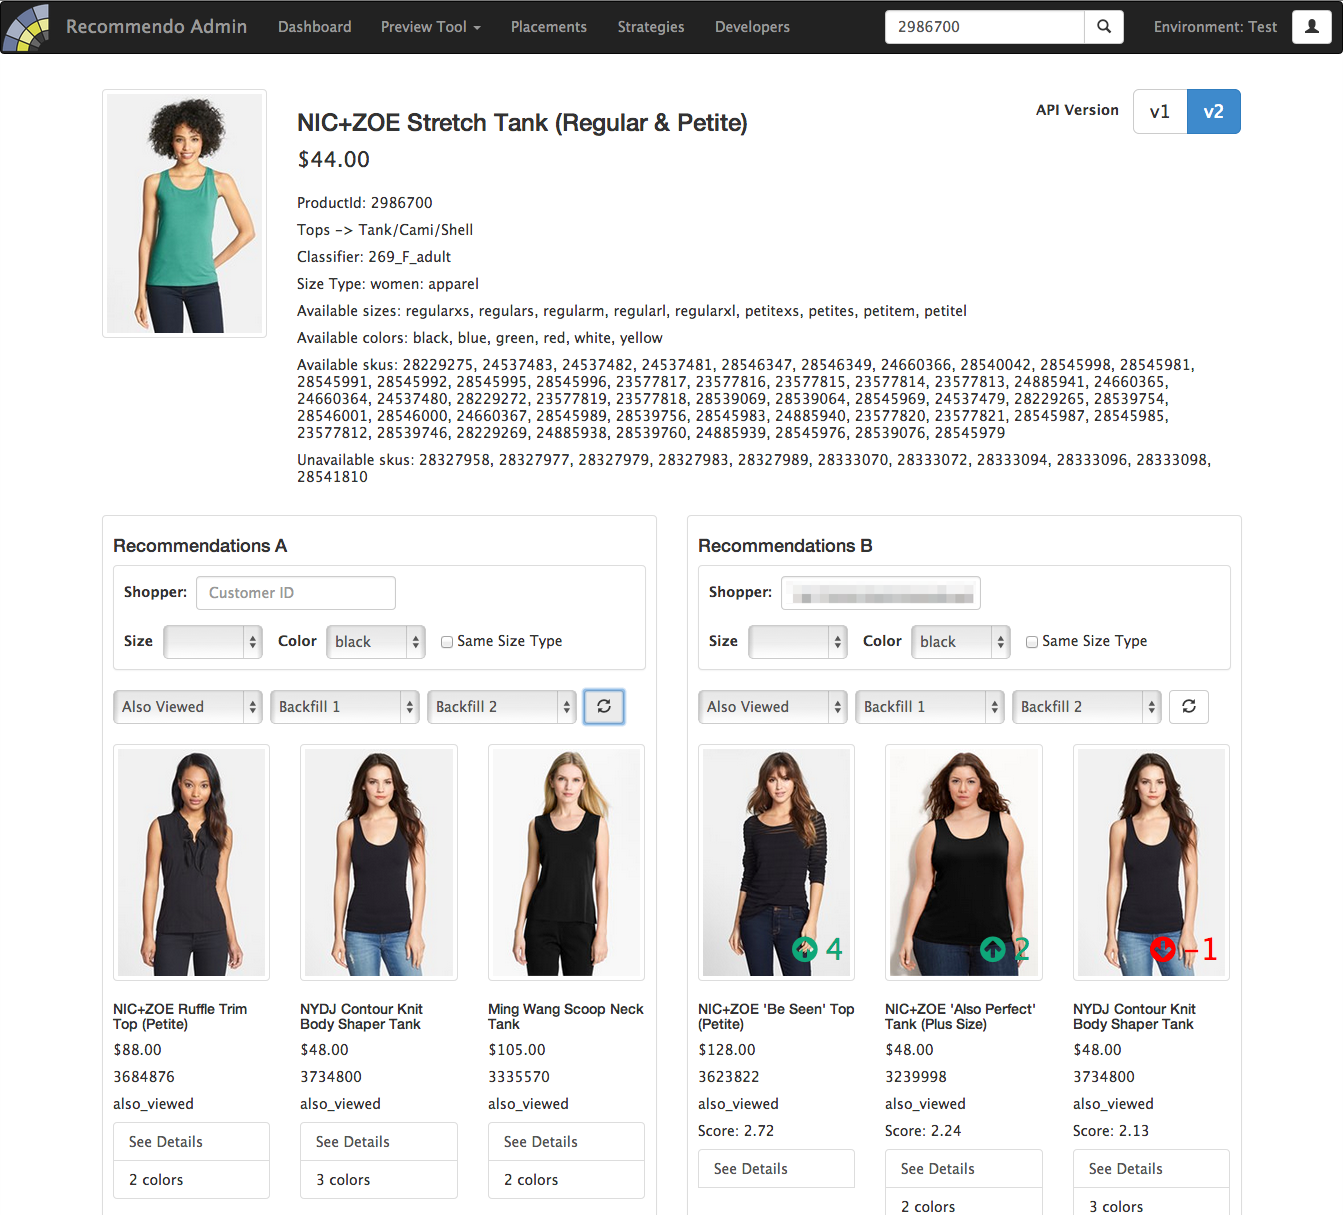 Recommendo Admin Dashboard Preview Tool Placements Strategies Developers 2986700 Environment: Test
NIC+ZOE Stretch Tank (Regular & Petite)
API Version v1 v2
$44.00
ProductId: 2986700
Tops -> Tank/Cami/Shell
Classifier: 269_F_adult
Size Type: women: apparel
Available sizes: regularxs, regulars, regularm, regularl, regularxl, petitexs, petites, petitem, petitel
Available colors: black, blue, green, red, white, yellow
Available skus: 28229275, 24537483, 24537482, 24537481, 28546347, 28546349, 24660366, 28540042, 28545998, 28545981,
28545991, 28545992, 28545995, 28545996, 23577817, 23577816, 23577815, 23577814, 23577813, 24885941, 24660365,
24660364, 24537480, 28229272, 23577819, 23577818, 28539069, 28539064, 28545969, 24537479, 28229265, 28539754,
28546001, 28546000, 24660367, 28545989, 28539756, 28545983, 24885940, 23577820, 23577821, 28545987, 28545985,
23577812, 28539746, 28229269, 24885938, 28539760, 24885939, 28545976, 28539076, 28545979
Unavailable skus: 28327958, 28327977, 28327979, 28327983, 28327989, 28333070, 28333072, 28333094, 28333096, 28333098,
28541810
Recommendations A
Shopper: Customer ID
Size Color black Same Size Type
Also Viewed Backfill 1 Backfill 2
NIC+ZOE Ruffle Trim
Top (Petite)
$88.00
3684876
also_viewed
See Details
2 colors
NYDJ Contour Knit
Body Shaper Tank
$48.00
3734800
also_viewed
See Details
3 colors
Ming Wang Scoop Neck
Tank
$105.00
3335570
also_viewed
See Details
2 colors
Recommendations B
Shopper:
Size Color black Same Size Type
Also Viewed Backfill 1 Backfill 2
4
NIC+ZOE 'Be Seen' Top
(Petite)
$128.00
3623822
also_viewed
Score: 2.72
See Details
2
NIC+ZOE 'Also Perfect'
Tank (Plus Size)
$48.00
3239998
also_viewed
Score: 2.24
See Details
2 colors
-1
NYDJ Contour Knit
Body Shaper Tank
$48.00
3734800
also_viewed
Score: 2.13
See Details
3 colors